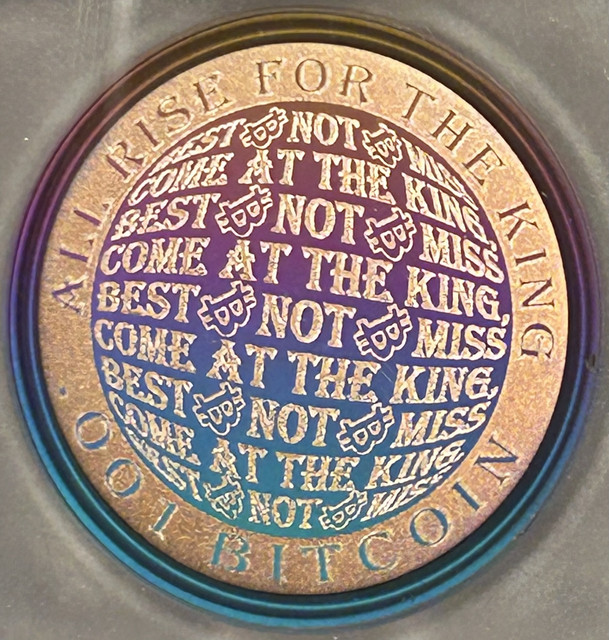 ALL RISE FOR THE KING
BEST NOT MISS
COME AT THE KING,
BEST NOT MISS
COME AT THE KING,
BEST NOT MISS
COME AT THE KING,
BEST NOT MISS
COME AT THE KING,
BEST NOT MISS
.001 BITCOIN